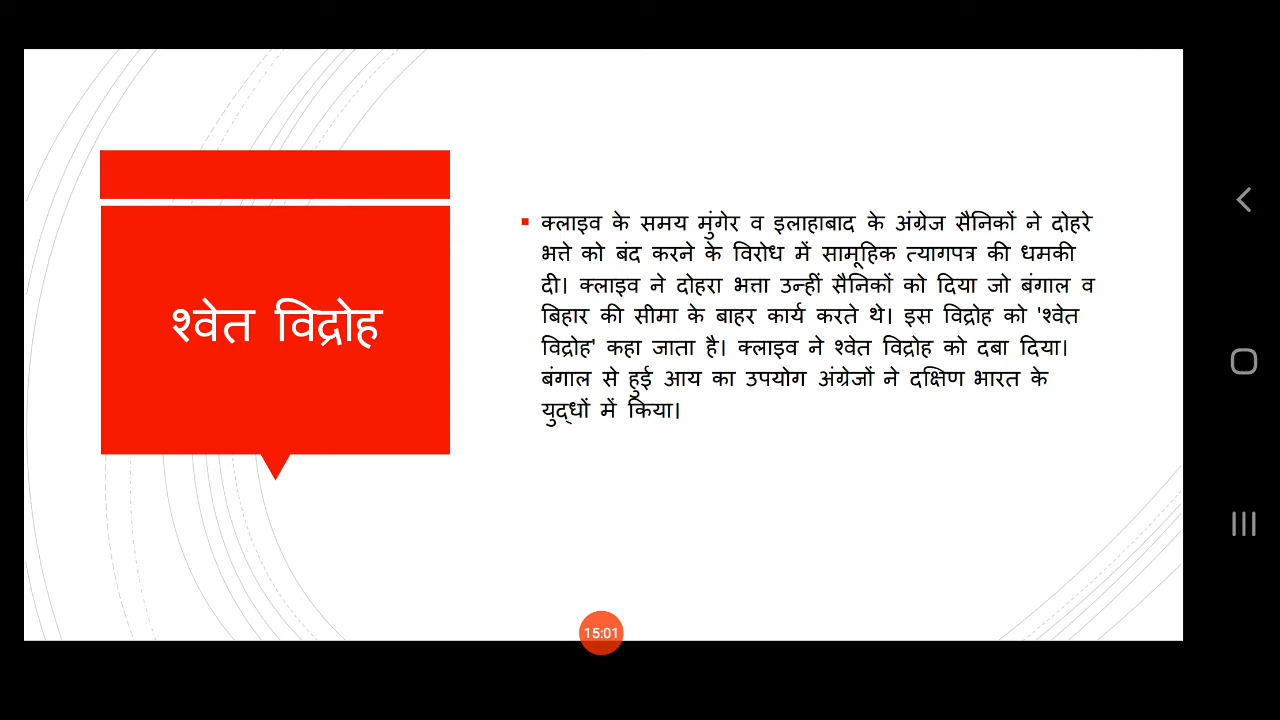 श्वेत विद्रोह
▪ क्लाइव के समय मुंगेर व इलाहाबाद के अंग्रेज सैनिकों ने दोहरे
भत्ते को बंद करने के विरोध में सामूहिक त्यागपत्र की धमकी
दी। क्लाइव ने दोहरा भत्ता उन्हीं सैनिकों को दिया जो बंगाल व
बिहार की सीमा के बाहर कार्य करते थे। इस विद्रोह को 'श्वेत
विद्रोह' कहा जाता है। क्लाइव ने श्वेत विद्रोह को दबा दिया।
बंगाल से हुई आय का उपयोग अंग्रेजों ने दक्षिण भारत के
युद्धों में किया।
15:01